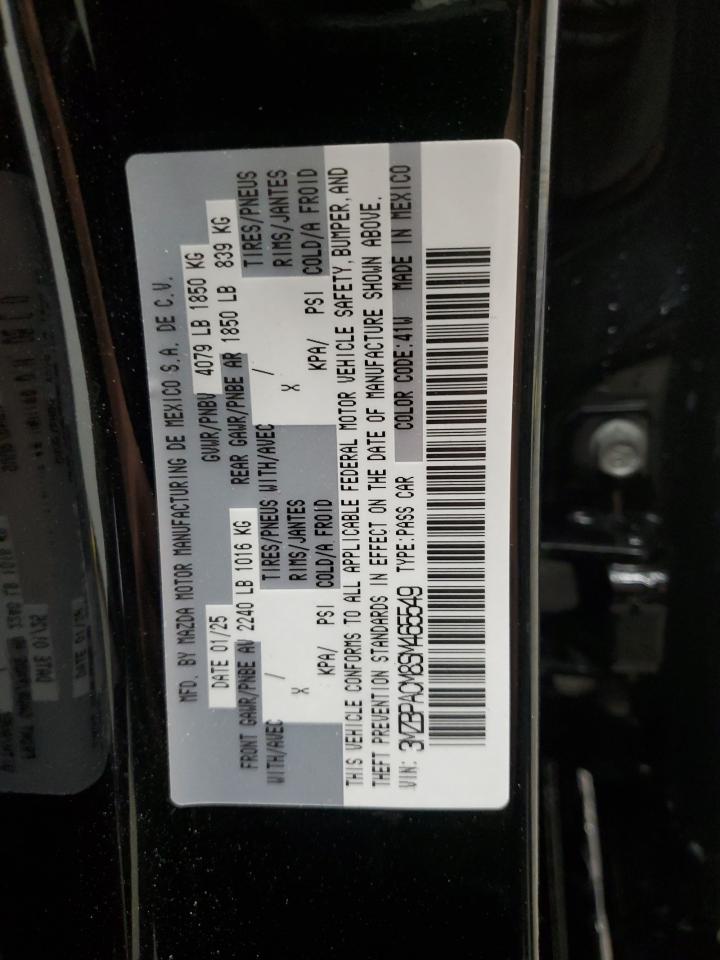 MFD. BY MAZDA MOTOR MANUFACTURING DE MEXICO S.A. DE C.V.
DATE 01/25 GVWR/PNBV 4079 LB 1850 KG
FRONT GAWR/PNBE AV 2240 LB 1016 KG REAR GAWR/PNBE AR 1850 LB 839 KG
WITH/AVEC / TIRES/PNEUS WITH/AVEC / TIRES/PNEUS
X RIMS/JANTES X RIMS/JANTES
KPA/ PSI COLD/A FROID KPA/ PSI COLD/A FROID
THIS VEHICLE CONFORMS TO ALL APPLICABLE FEDERAL MOTOR VEHICLE SAFETY, BUMPER, AND
THEFT PREVENTION STANDARDS IN EFFECT ON THE DATE OF MANUFACTURE SHOWN ABOVE.
VIN: 3MZBPACM8SM465549 TYPE:PASS CAR COLOR CODE:41W MADE IN MEXICO